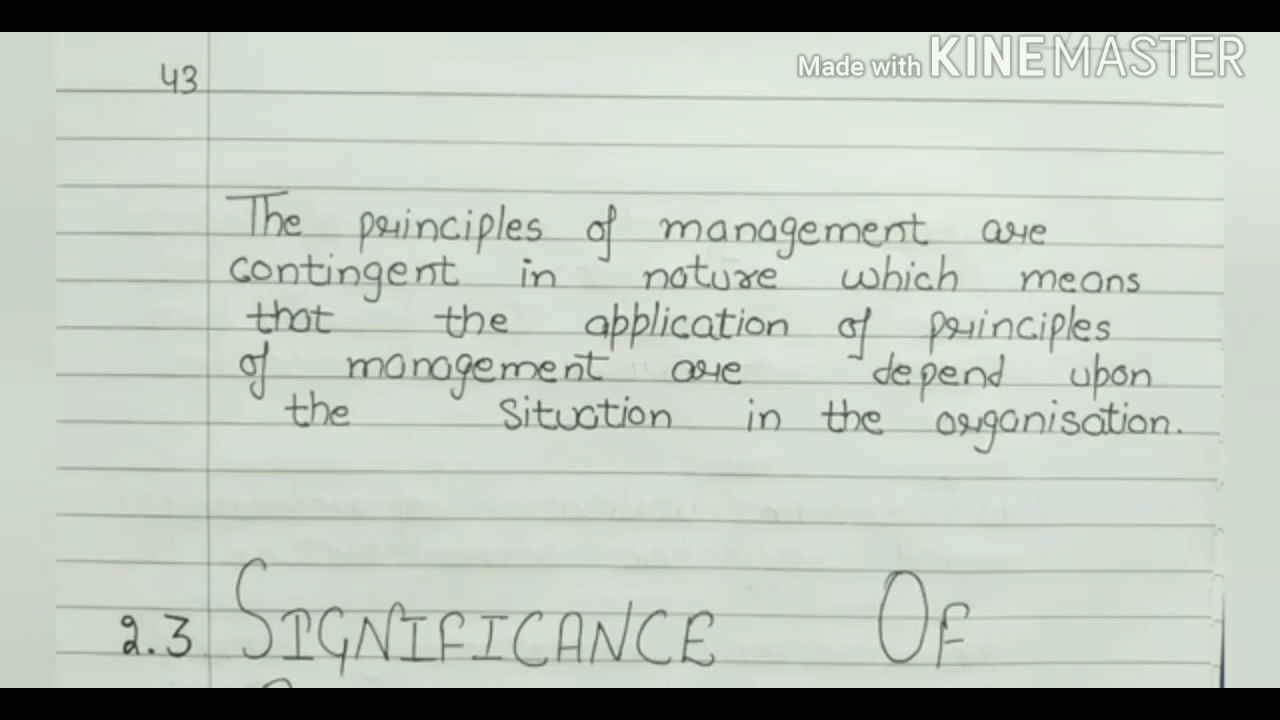 Made with KINEMASTER
43
The principles of management are
contingent in nature which means
that the application of principles
of management are depend upon
the situation in the organisation.
2.3 SIGNIFICANCE OF